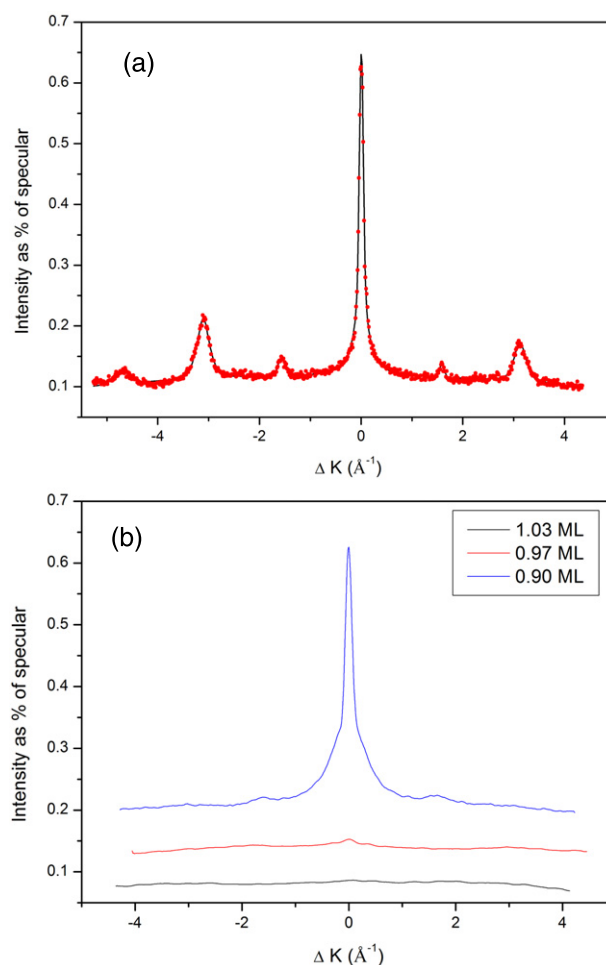 (a)
Intensity as % of specular
0.7
0.6
0.5
0.4
0.3
0.2
0.1
-4 -2 0 2 4
Δ K (Å⁻¹)
(b)
Intensity as % of specular
0.7
0.6
0.5
0.4
0.3
0.2
0.1
1.03 ML
0.97 ML
0.90 ML
-4 -2 0 2 4
Δ K (Å⁻¹)